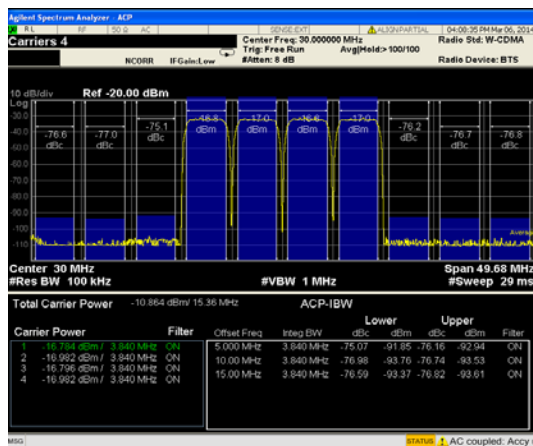 Agilent Spectrum Analyzer - ACP
RL RF 50 Ω AC SENSE:EXT ALIGN PARTIAL 04:00:35 PM Mar 06, 2014
Carriers 4 Center Freq: 30.000000 MHz Radio Std: W-CDMA
Trig: Free Run Avg|Hold:>100/100
NCORR IFGain:Low #Atten: 8 dB Radio Device: BTS
10 dB/div Ref -20.00 dBm
Log
-30.0
-40.0
-50.0
-60.0
-70.0
-80.0
-90.0
-100
-110
-76.6 dBc
-77.0 dBc
-75.1 dBc
-16.8 dBm
-17.0 dBm
-16.8 dBm
-17.0 dBm
-76.2 dBc
-76.7 dBc
-76.8 dBc
Average
Center 30 MHz Span 49.68 MHz
#Res BW 100 kHz #VBW 1 MHz #Sweep 29 ms
Total Carrier Power -10.864 dBm/ 15.36 MHz ACP-IBW
Lower Upper
Carrier Power Filter Offset Freq Integ BW dBc dBm dBc dBm Filter
1 -16.784 dBm / 3.840 MHz ON 5.000 MHz 3.840 MHz -75.07 -91.85 -76.16 -92.94 ON
2 -16.982 dBm / 3.840 MHz ON 10.00 MHz 3.840 MHz -76.98 -93.76 -76.74 -93.53 ON
3 -16.796 dBm / 3.840 MHz ON 15.00 MHz 3.840 MHz -76.59 -93.37 -76.82 -93.61 ON
4 -16.982 dBm / 3.840 MHz ON
MSG STATUS AC coupled: Accy